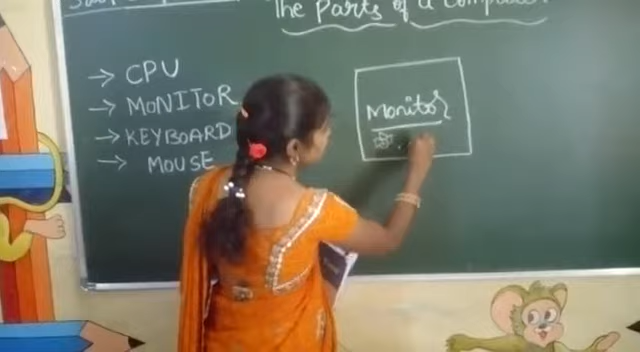 The Parts of a Computer.
→ CPU
→ MONITOR
→ KEYBOARD
→ MOUSE
Monitor